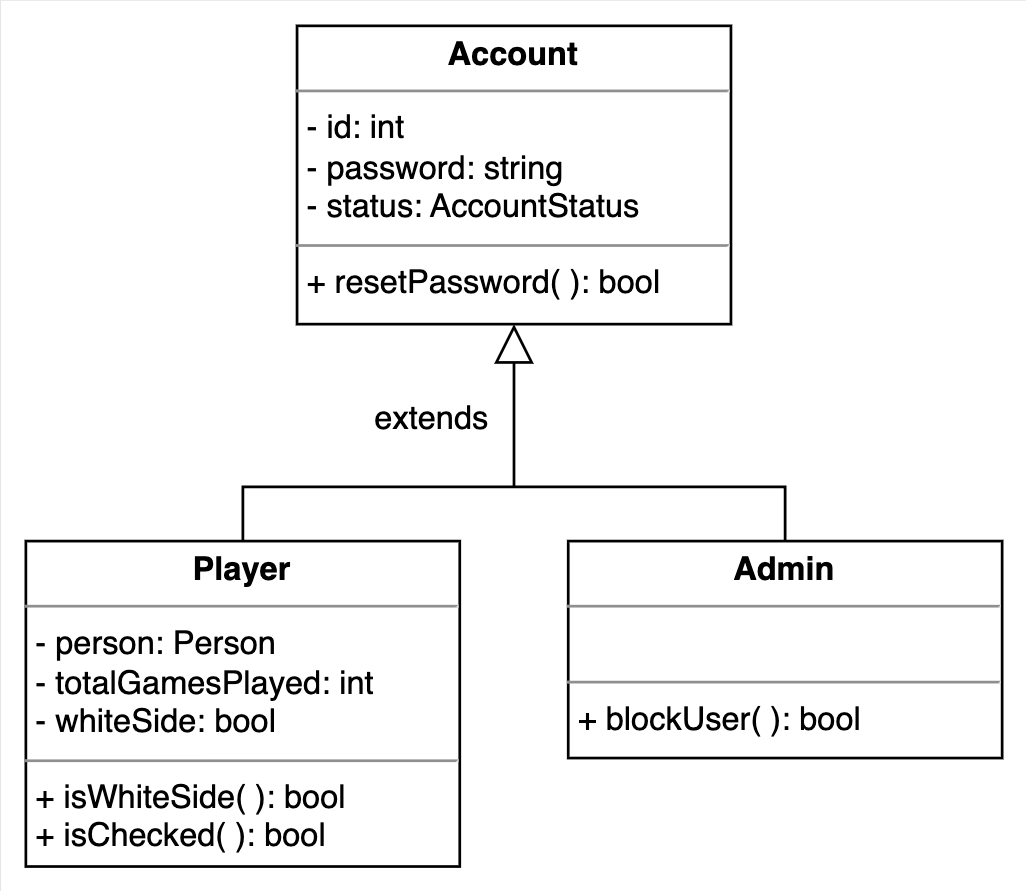 Account
- id: int
- password: string
- status: AccountStatus
+ resetPassword( ): bool
extends
Player
- person: Person
- totalGamesPlayed: int
- whiteSide: bool
+ isWhiteSide( ): bool
+ isChecked( ): bool
Admin
+ blockUser( ): bool